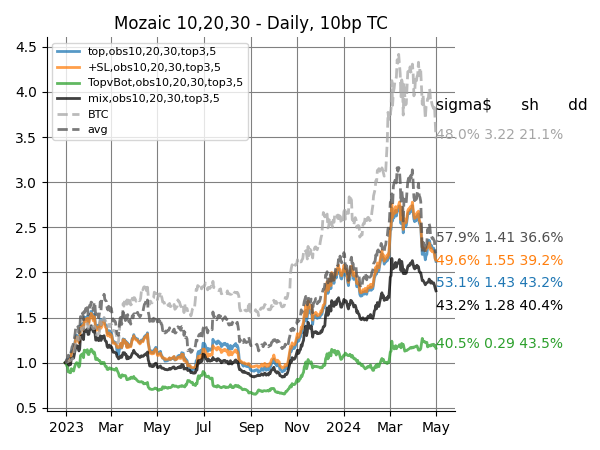 Mozaic 10,20,30 - Daily, 10bp TC
4.5
4.0
3.5
3.0
2.5
2.0
1.5
1.0
0.5
top,obs10,20,30,top3,5
+SL,obs10,20,30,top3,5
TopvBot,obs10,20,30,top3,5
mix,obs10,20,30,top3,5
BTC
avg
sigma$ sh dd
48.0% 3.22 21.1%
57.9% 1.41 36.6%
49.6% 1.55 39.2%
53.1% 1.43 43.2%
43.2% 1.28 40.4%
40.5% 0.29 43.5%
2023 Mar May Jul Sep Nov 2024 Mar May